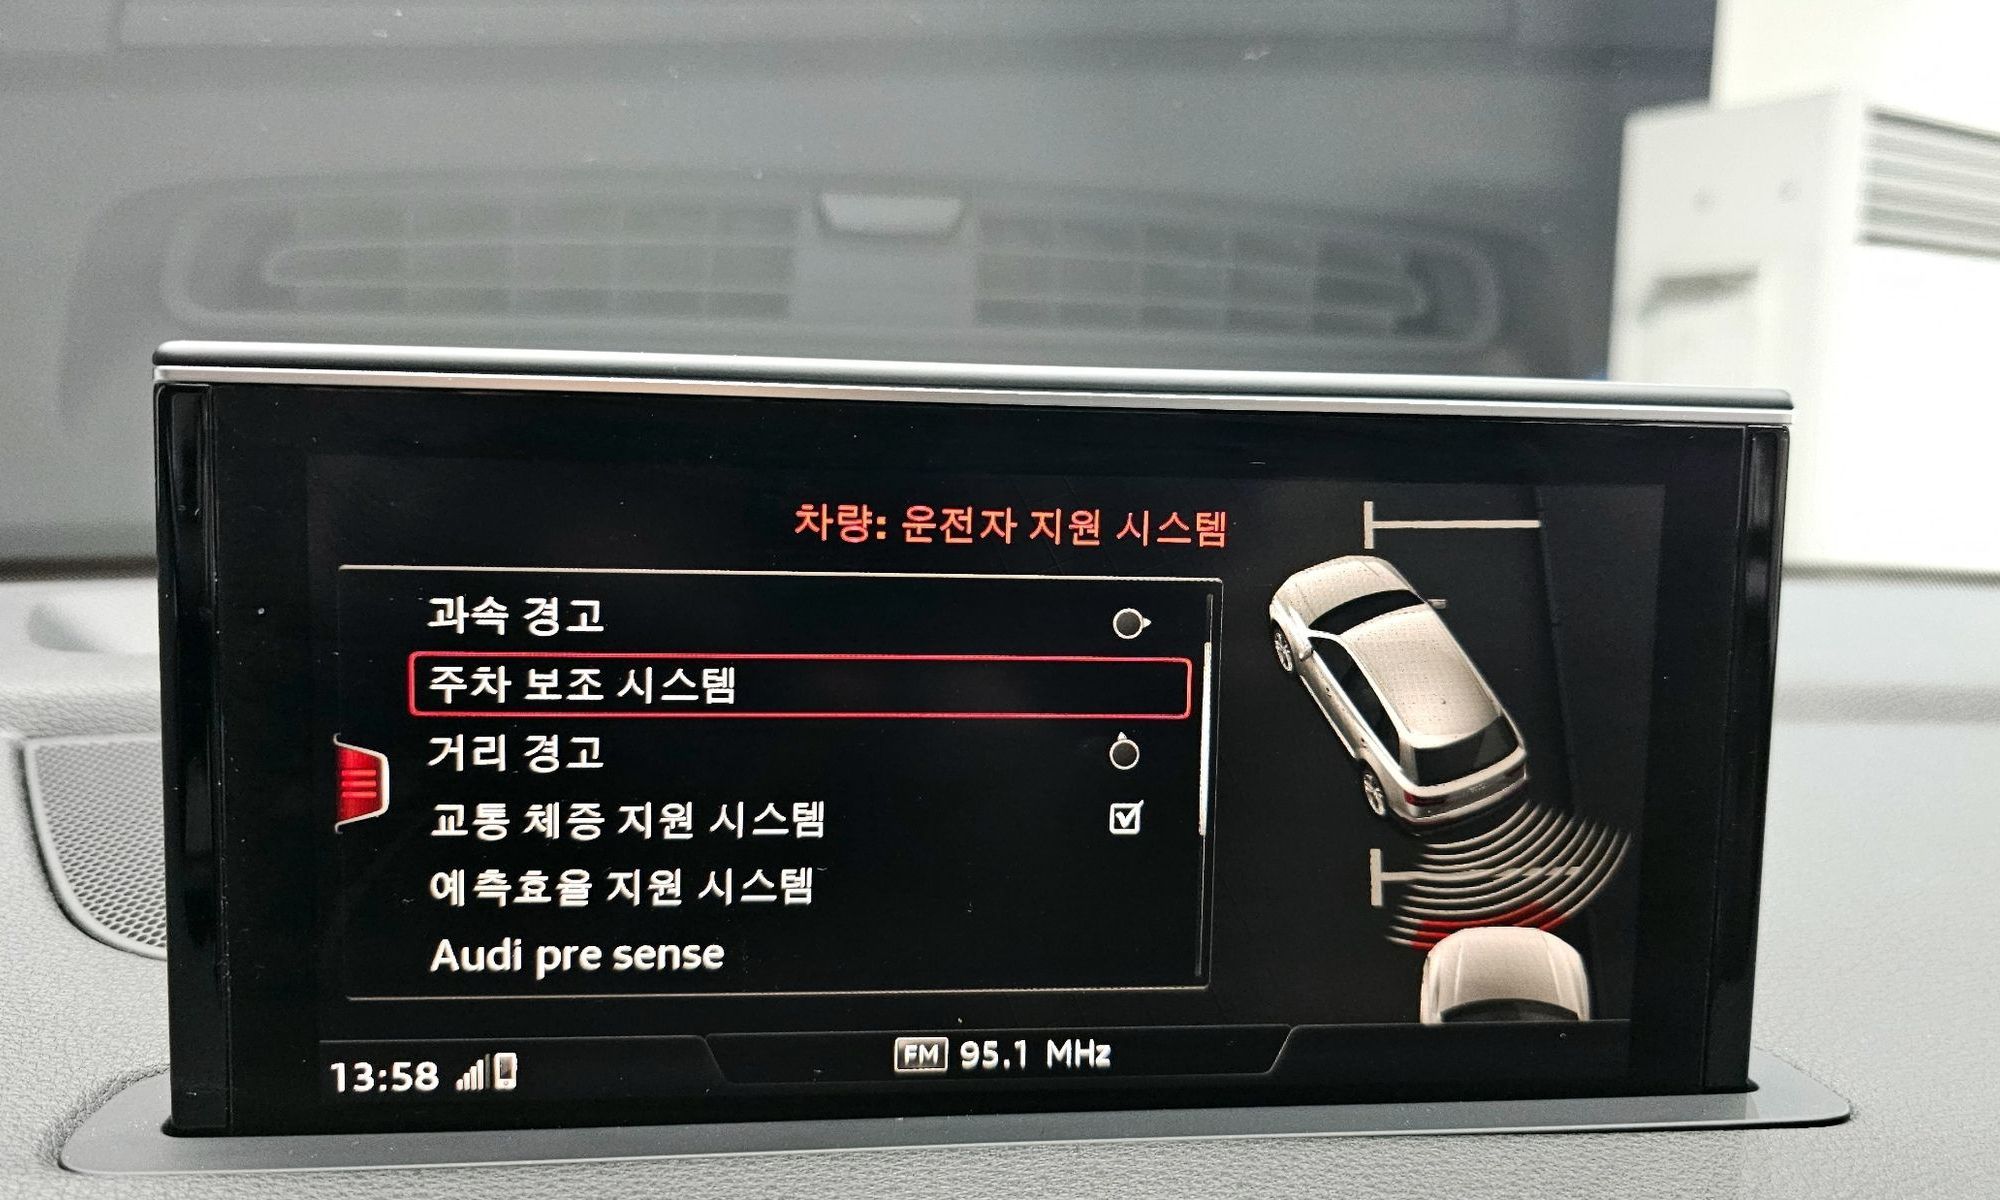 차량: 운전자 지원 시스템
과속 경고
주차 보조 시스템
거리 경고
교통 체증 지원 시스템
예측효율 지원 시스템
Audi pre sense
13:58
FM 95.1 MHz